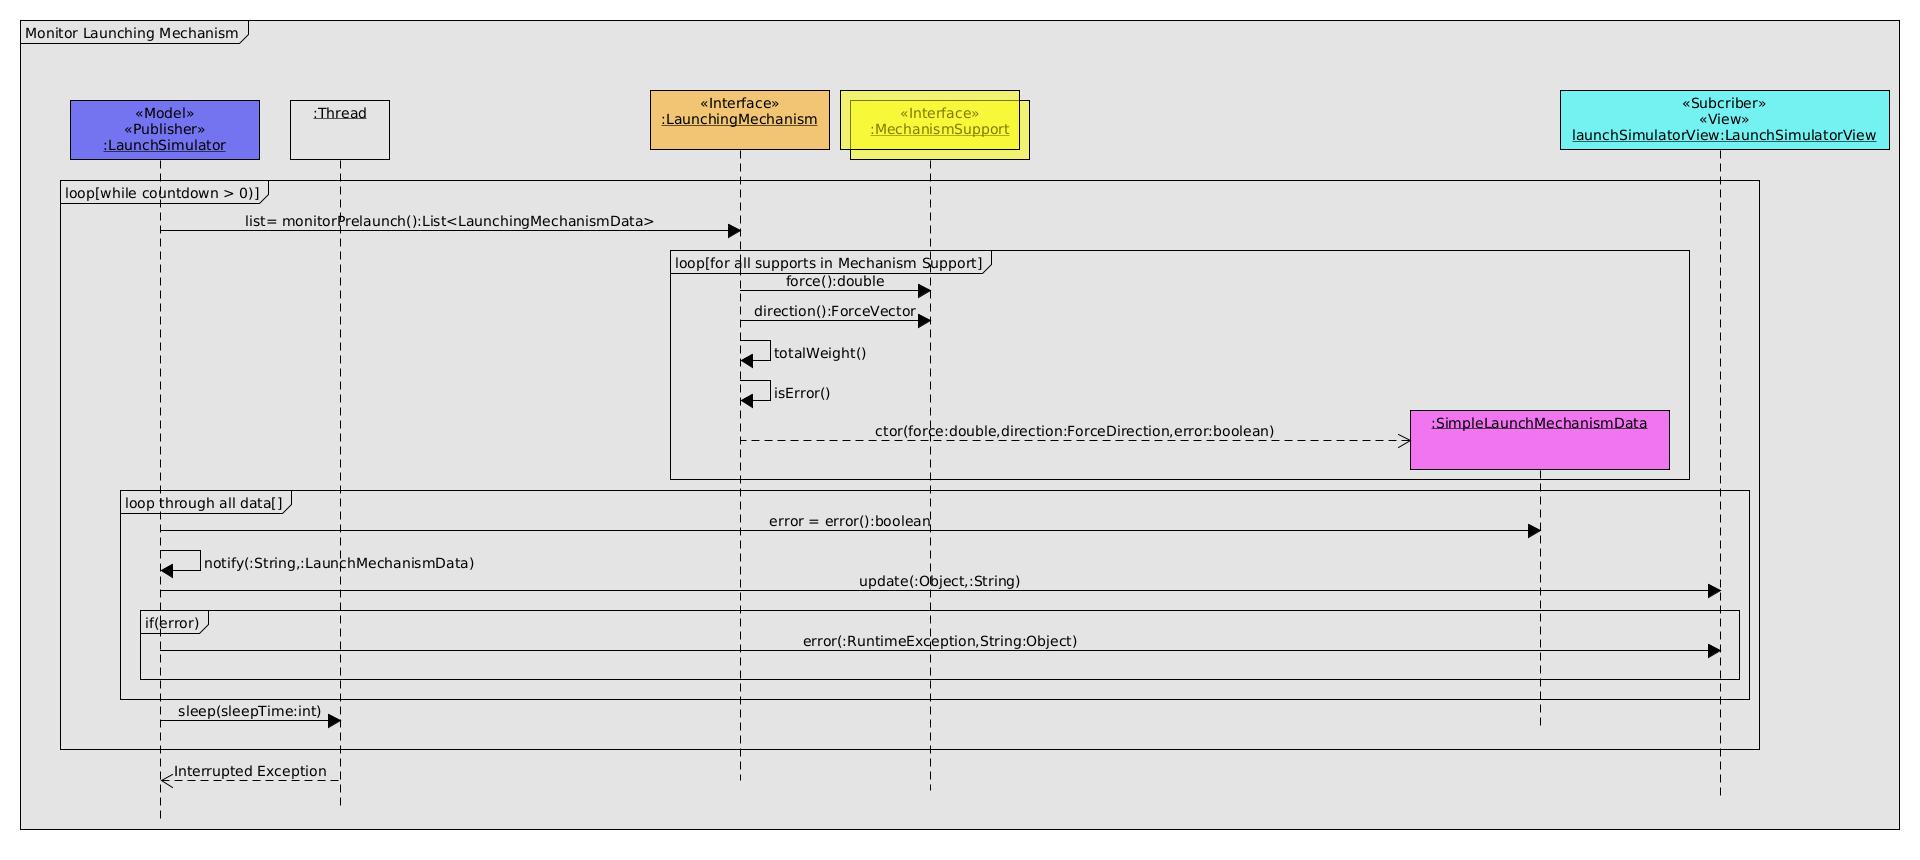 Monitor Launching Mechanism
«Model»
«Publisher»
:LaunchSimulator
:Thread
«Interface»
:LaunchingMechanism
«Interface»
:MechanismSupport
«Subcriber»
«View»
launchSimulatorView:LaunchSimulatorView
loop[while countdown > 0)]
list= monitorPrelaunch():List<LaunchingMechanismData>
loop[for all supports in Mechanism Support]
force():double
direction():ForceVector
totalWeight()
isError()
ctor(force:double,direction:ForceDirection,error:boolean)
:SimpleLaunchMechanismData
loop through all data[]
error = error():boolean
notify(:String,:LaunchMechanismData)
update(:Object,:String)
if(error)
error(:RuntimeException,String:Object)
sleep(sleepTime:int)
Interrupted Exception